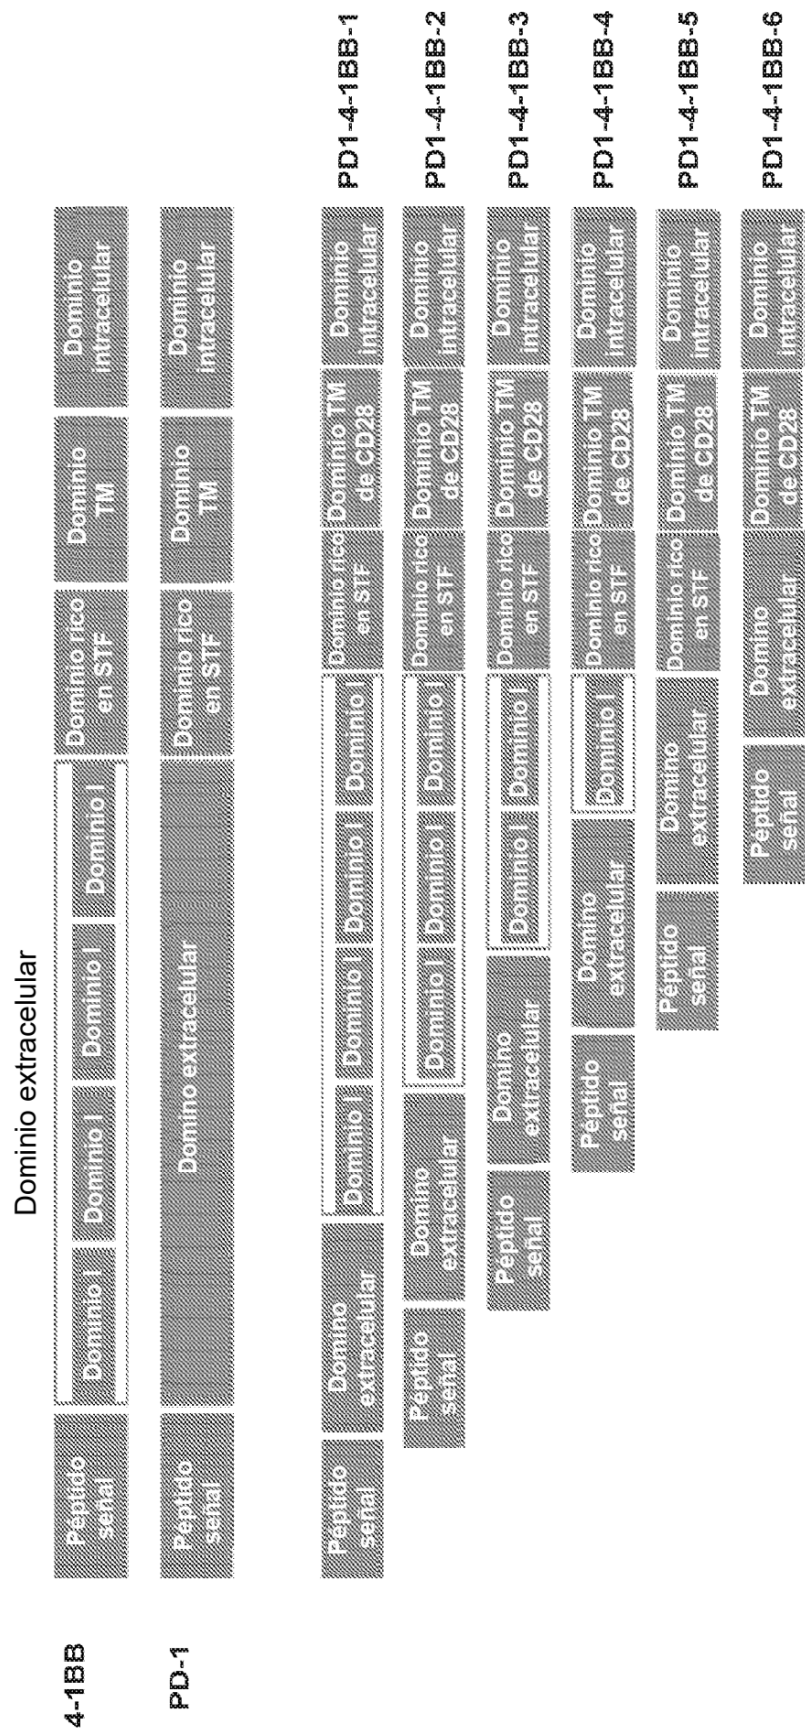 Dominio extracelular
4-1BB
Péptido
señal
Dominio I
Dominio I
Dominio I
Dominio I
Dominio rico
en STF
Dominio
TM
Dominio
intracelular
PD-1
Péptido
señal
Domino extracelular
Dominio rico
en STF
Dominio
TM
Dominio
intracelular
Péptido
señal
Domino
extracelular
Dominio I
Dominio I
Dominio I
Dominio I
Dominio rico
en STF
Dominio TM
de CD28
Dominio
intracelular
PD1-4-1BB-1
Péptido
señal
Domino
extracelular
Dominio I
Dominio I
Dominio I
Dominio rico
en STF
Dominio TM
de CD28
Dominio
intracelular
PD1-4-1BB-2
Péptido
señal
Domino
extracelular
Dominio I
Dominio I
Dominio rico
en STF
Dominio TM
de CD28
Dominio
intracelular
PD1-4-1BB-3
Péptido
señal
Domino
extracelular
Dominio I
Dominio rico
en STF
Dominio TM
de CD28
Dominio
intracelular
PD1-4-1BB-4
Péptido
señal
Domino
extracelular
Dominio rico
en STF
Dominio TM
de CD28
Dominio
intracelular
PD1-4-1BB-5
Péptido
señal
Domino
extracelular
Dominio TM
de CD28
Dominio
intracelular
PD1-4-1BB-6